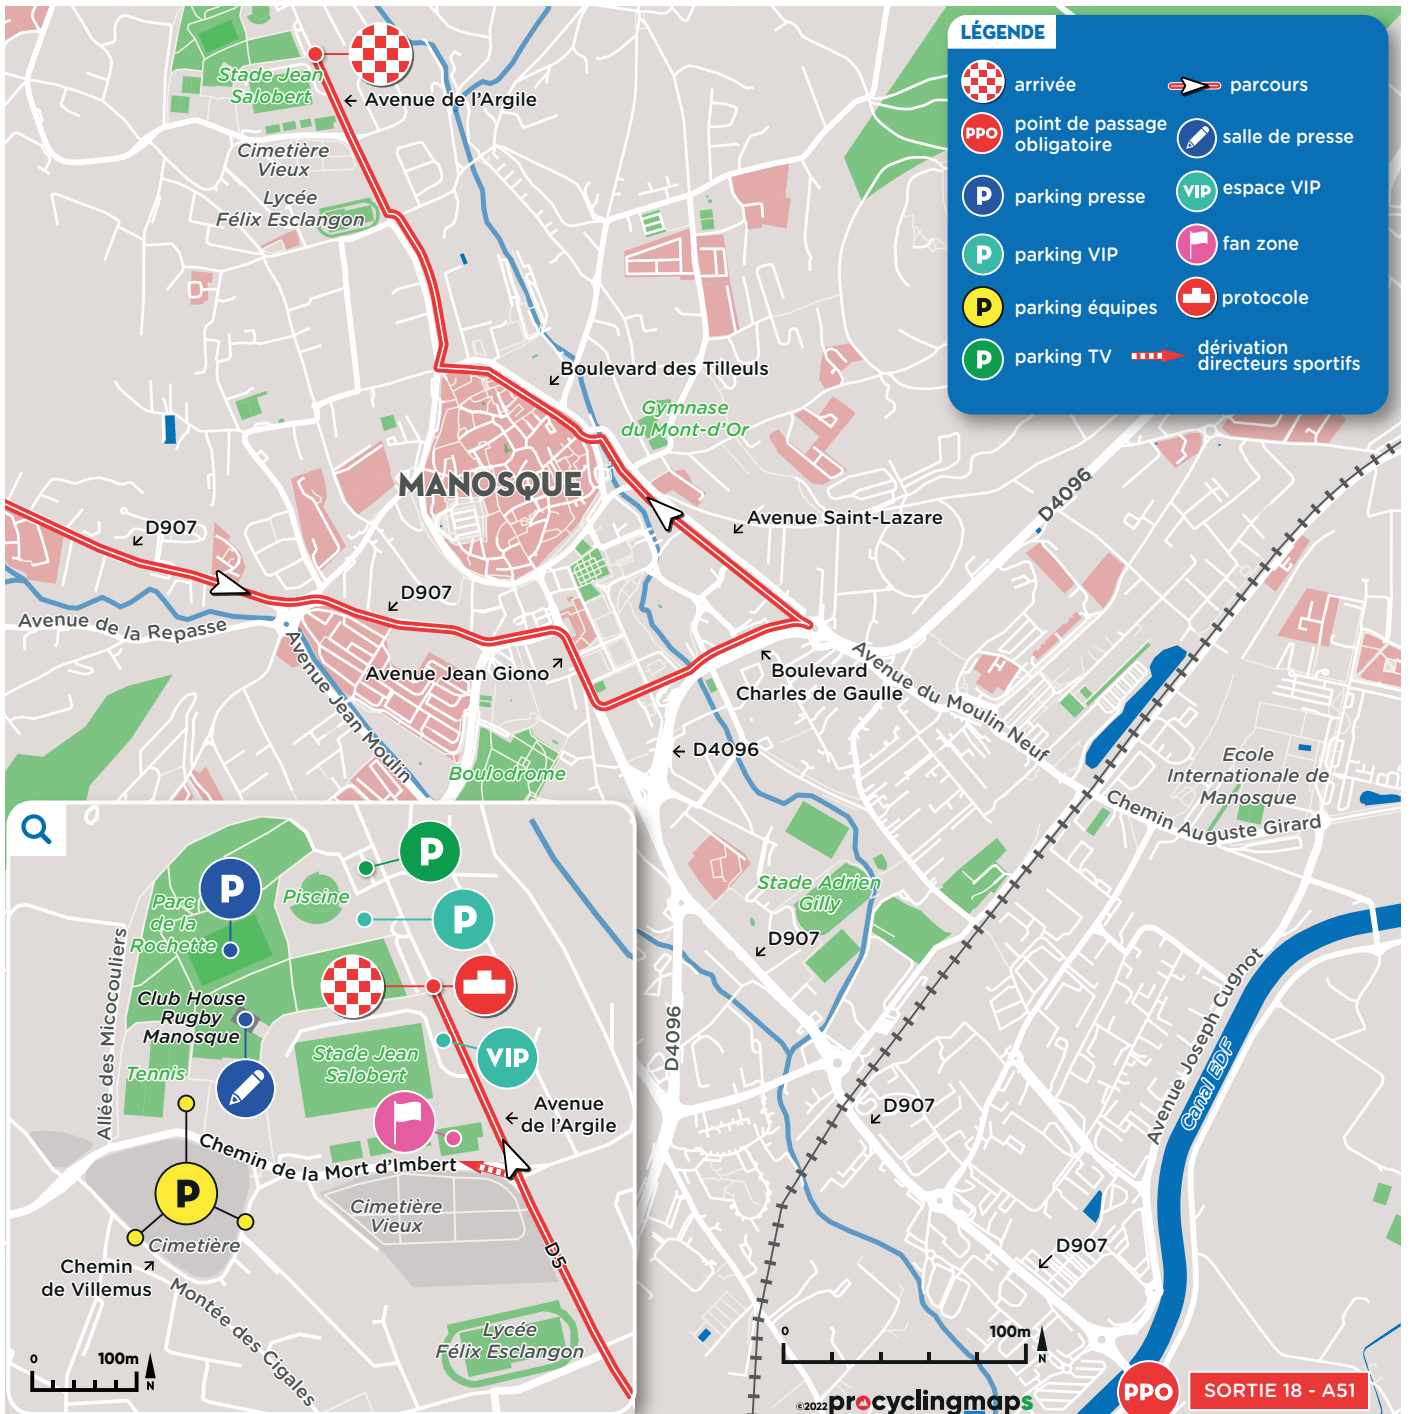 LÉGENDE
arrivée
parcours
PPO
point de passage
obligatoire
salle de presse
P
parking presse
VIP
espace VIP
P
parking VIP
fan zone
P
parking équipes
protocole
P
parking TV
dérivation
directeurs sportifs
Stade Jean
Salobert
Avenue de l'Argile
Cimetière
Vieux
Lycée
Félix Esclangon
Boulevard des Tilleuls
Gymnase
du Mont-d'Or
MANOSQUE
D4096
Avenue Saint-Lazare
D907
D907
Avenue de la Repasse
Avenue Jean Moulin
Avenue Jean Giono
Boulevard
Charles de Gaulle
Avenue du Moulin Neuf
D4096
Boulodrome
Ecole
Internationale de
Manosque
Chemin Auguste Girard
Stade Adrien
Gilly
D907
D4096
Avenue Joseph Cugnot
Canal EDF
D907
D907
P
P
Parc
de la
Rochette
Piscine
P
Allée des Micocouliers
Club House
Rugby
Manosque
Stade Jean
Salobert
VIP
Tennis
Avenue
de l'Argile
Chemin de la Mort d'Imbert
P
Cimetière
Vieux
Cimetière
D5
Chemin
de Villemus
Montée des Cigales
Lycée
Félix Esclangon
0 100m
N
0 100m
N
©2022 procyclingmaps
PPO
SORTIE 18 - A51